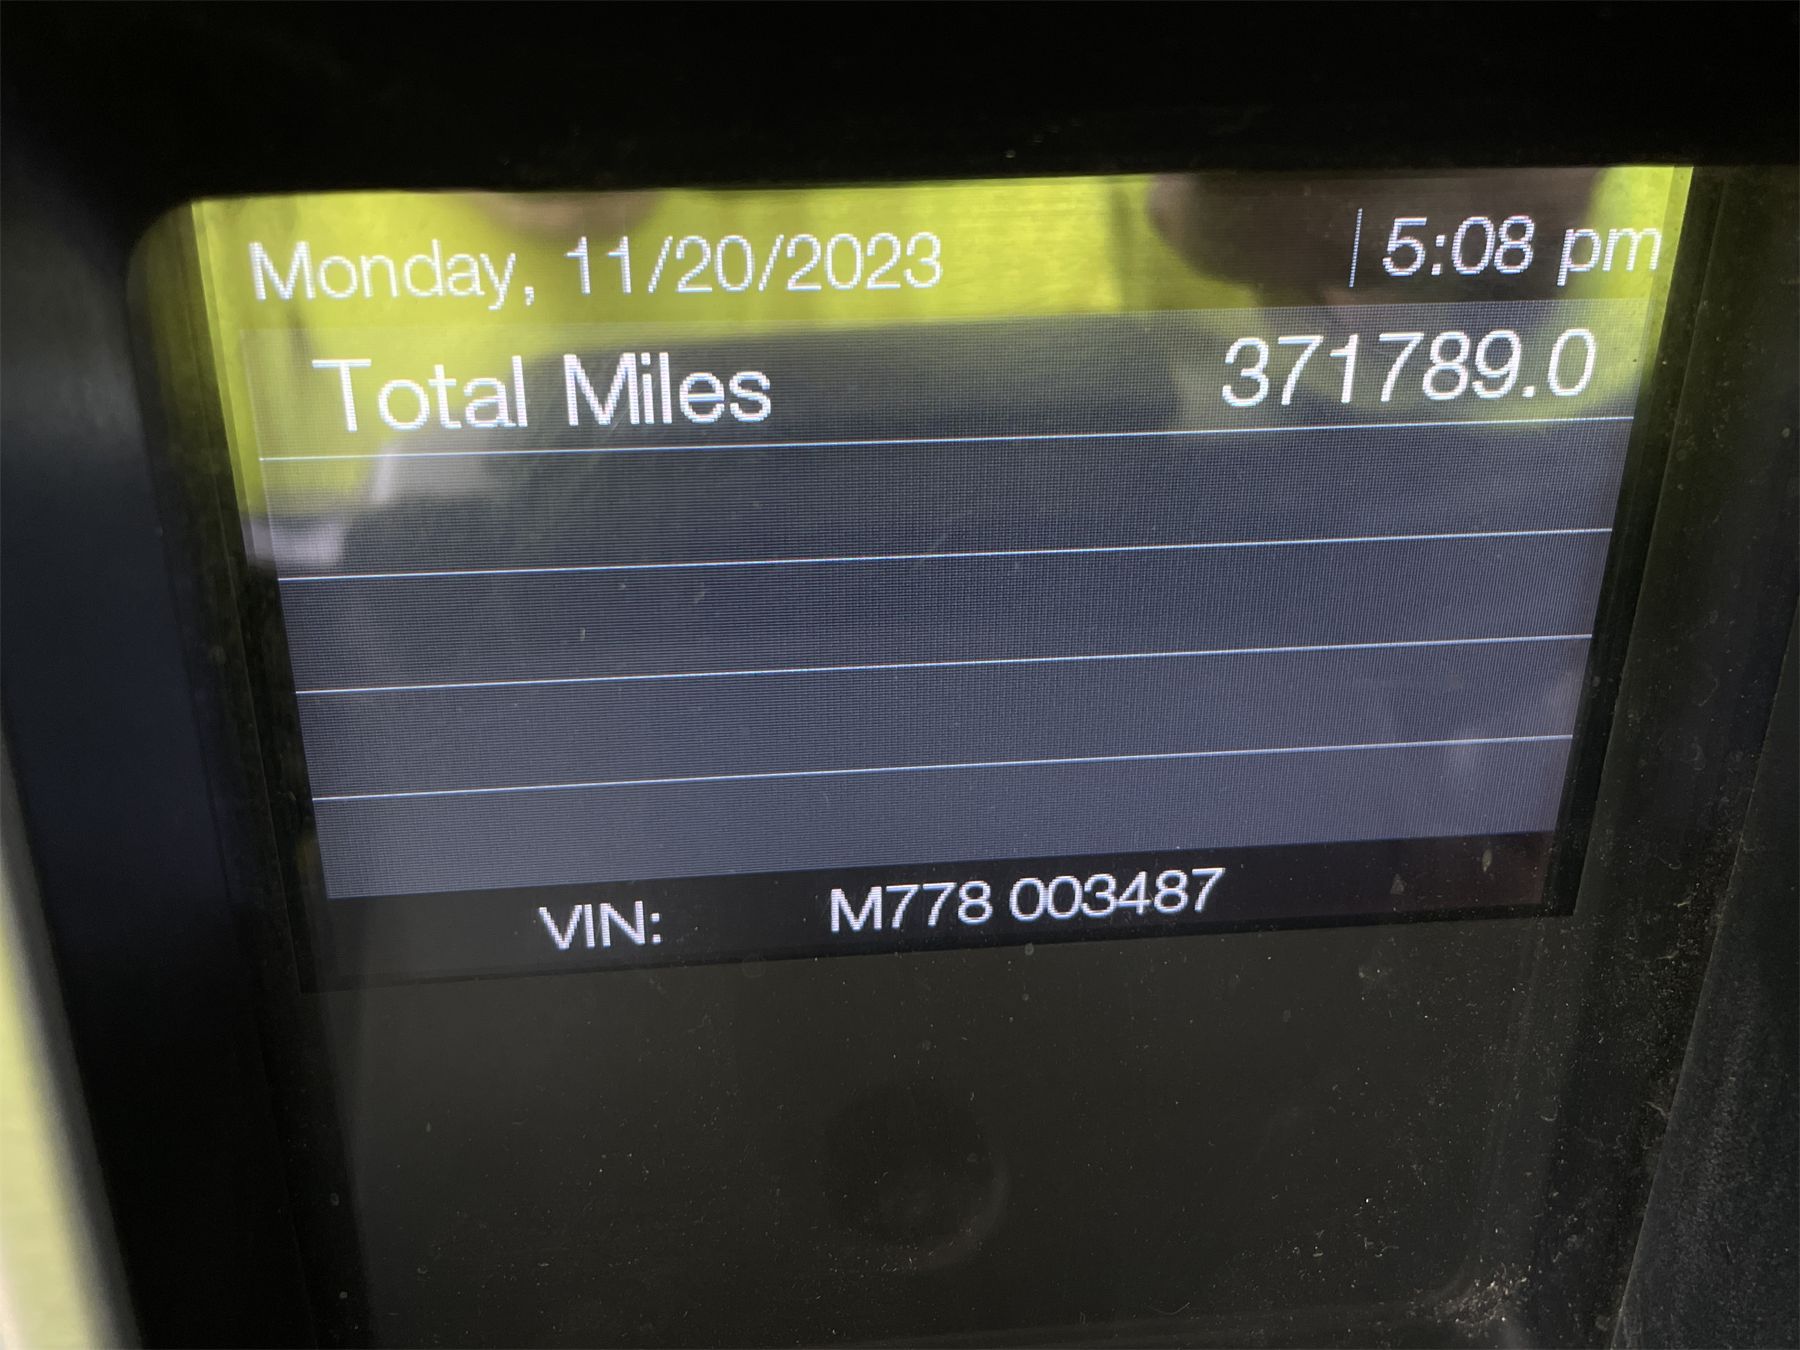 Monday, 11/20/2023 5:08 pm
Total Miles 371789.0
VIN: M778 003487